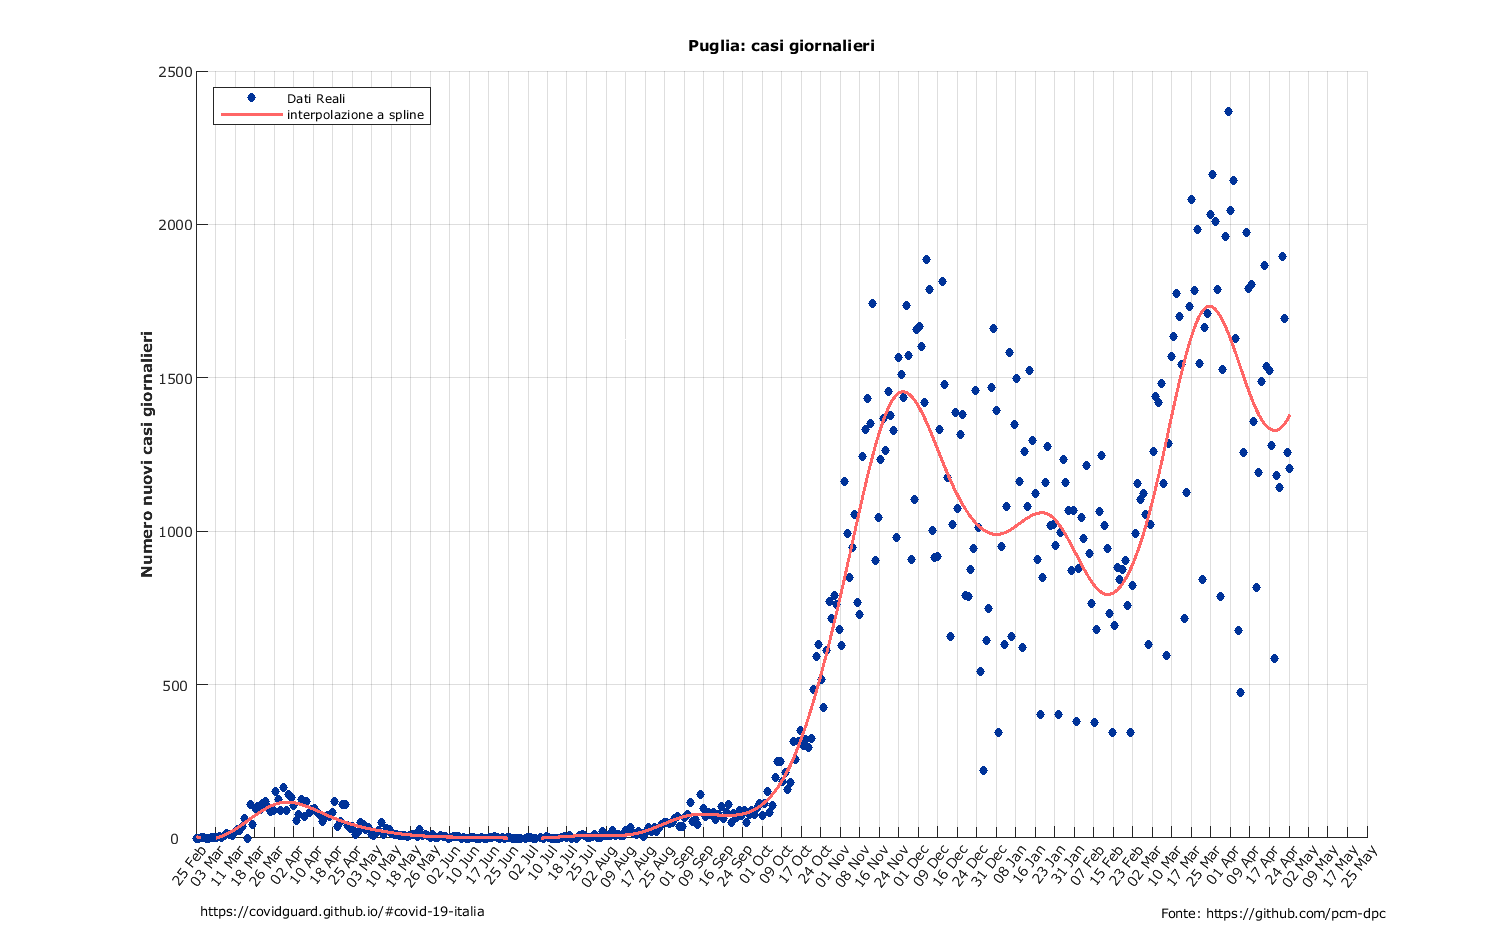 Puglia: casi giornalieri
Dati Reali
interpolazione a spline
Numero nuovi casi giornalieri
2500
2000
1500
1000
500
0
25 Feb
03 Mar
11 Mar
18 Mar
26 Mar
02 Apr
10 Apr
18 Apr
25 Apr
03 May
10 May
18 May
26 May
02 Jun
10 Jun
17 Jun
25 Jun
02 Jul
10 Jul
18 Jul
25 Jul
02 Aug
09 Aug
17 Aug
25 Aug
01 Sep
09 Sep
16 Sep
24 Sep
01 Oct
09 Oct
17 Oct
24 Oct
01 Nov
08 Nov
16 Nov
24 Nov
01 Dec
09 Dec
16 Dec
24 Dec
31 Dec
08 Jan
16 Jan
23 Jan
31 Jan
07 Feb
15 Feb
23 Feb
02 Mar
10 Mar
17 Mar
25 Mar
01 Apr
09 Apr
17 Apr
24 Apr
02 May
09 May
17 May
25 May
https://covidguard.github.io/#covid-19-italia
Fonte: https://github.com/pcm-dpc